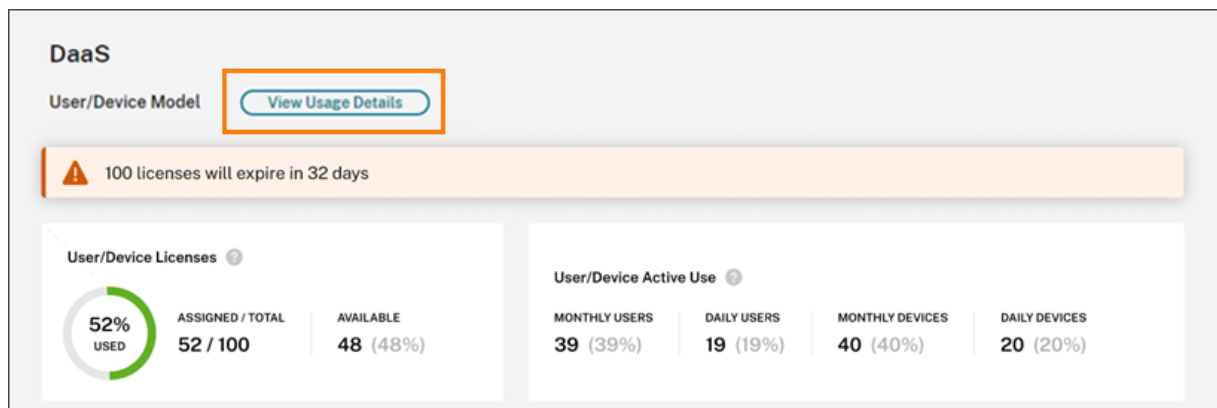 DaaS
User/Device Model
View Usage Details
100 licenses will expire in 32 days
User/Device Licenses ?
52%
USED
ASSIGNED / TOTAL
52 / 100
AVAILABLE
48 (48%)
User/Device Active Use ?
MONTHLY USERS
39 (39%)
DAILY USERS
19 (19%)
MONTHLY DEVICES
40 (40%)
DAILY DEVICES
20 (20%)